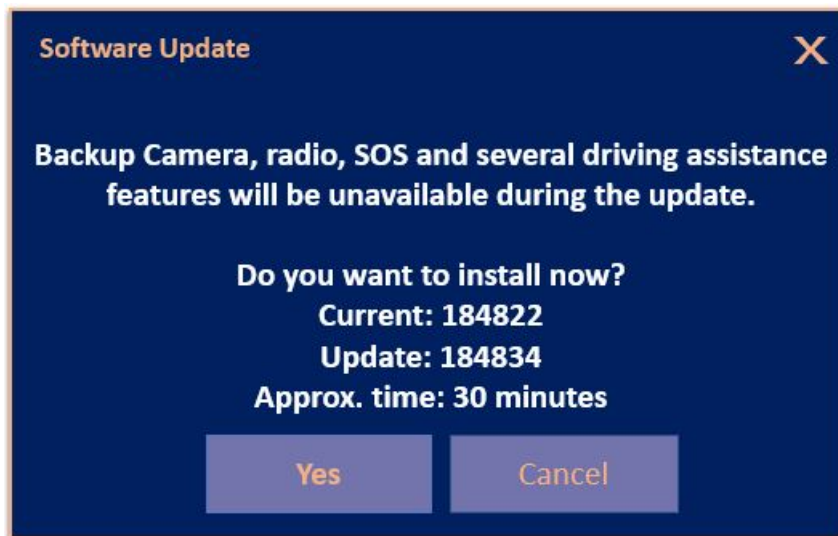 Software Update
X
Backup Camera, radio, SOS and several driving assistance
features will be unavailable during the update.
Do you want to install now?
Current: 184822
Update: 184834
Approx. time: 30 minutes
Yes
Cancel